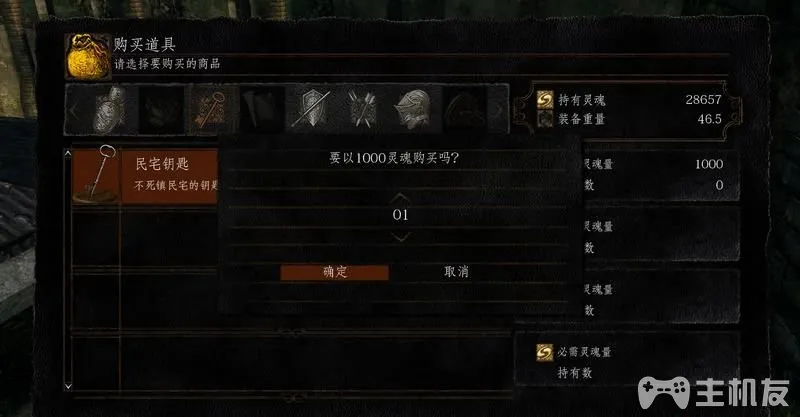 购买道具
请选择要购买的商品
持有灵魂 28657
装备重量 46.5
要以1000灵魂购买吗?
民宅钥匙
不死镇民宅的钥匙
灵魂量 1000
数 0
01
灵魂量
数
确定 取消
灵魂量
数
必需灵魂量
持有数
主机友